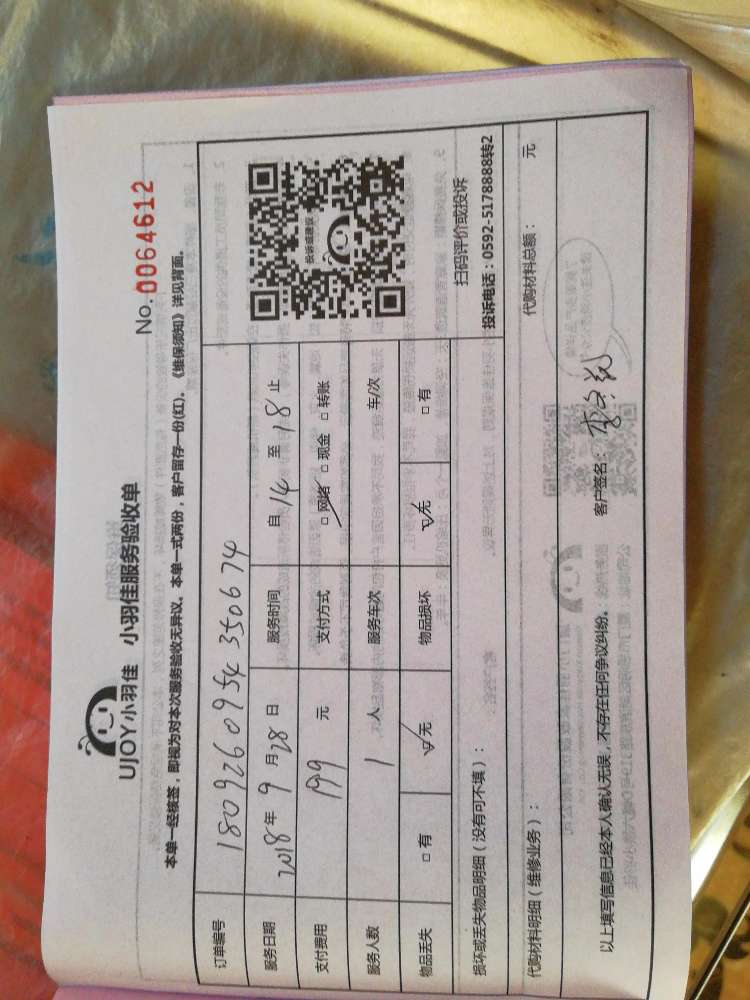 No. 0064612
UJOY小羽佳 小羽佳服务验收单
本单一经核签，即视为对本次服务验收无异议。本单一式两份，客户留存一份(红)。《维保须知》详见背面。
订单编号 1809260954350674
服务日期 2018年 9 月 28 日 服务时间 自 14 至 18 止
支付费用 199 元 支付方式 ☑网络 □现金 □转账
服务人数 1 人 服务车次 车/次
物品丢失 □有 ☑无 物品损坏 ☑无 □有
投诉或建议
扫码评价或投诉
投诉电话：0592-5178888转2
损坏或丢失物品明细（没有可不填）：
代购材料明细（维修业务）： 代购材料总额： 元
以上填写信息已经本人确认无误，不存在任何争议纠纷。 客户签名：